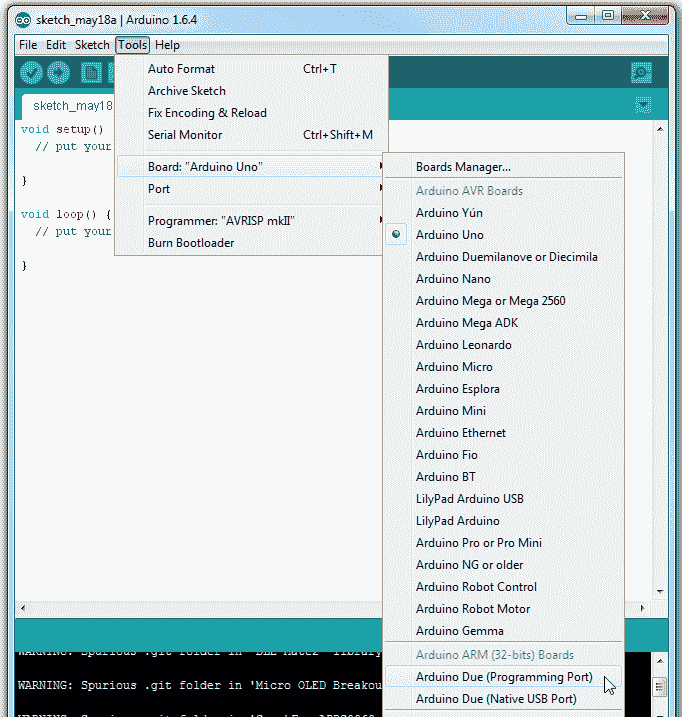 sketch_may18a | Arduino 1.6.4
File Edit Sketch Tools Help
Auto Format Ctrl+T
Archive Sketch
Fix Encoding & Reload
Serial Monitor Ctrl+Shift+M
Board: "Arduino Uno"
Port
Programmer: "AVRISP mkII"
Burn Bootloader
sketch_may18
void setup()
// put your
}
void loop() {
// put your
}
Boards Manager...
Arduino AVR Boards
Arduino Yún
Arduino Uno
Arduino Duemilanove or Diecimila
Arduino Nano
Arduino Mega or Mega 2560
Arduino Mega ADK
Arduino Leonardo
Arduino Micro
Arduino Esplora
Arduino Mini
Arduino Ethernet
Arduino Fio
Arduino BT
LilyPad Arduino USB
LilyPad Arduino
Arduino Pro or Pro Mini
Arduino NG or older
Arduino Robot Control
Arduino Robot Motor
Arduino Gemma
Arduino ARM (32-bits) Boards
Arduino Due (Programming Port)
Arduino Due (Native USB Port)
WARNING: Spurious .git folder in
WARNING: Spurious .git folder in 'Micro OLED Breakou
WARNING: Spurious .git folder in